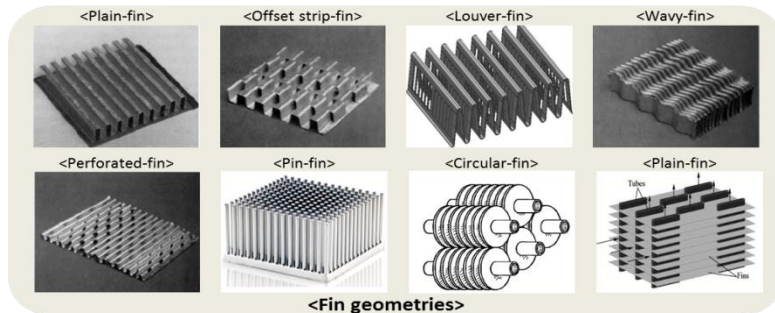 <Plain-fin>
<Offset strip-fin>
<Louver-fin>
<Wavy-fin>
<Perforated-fin>
<Pin-fin>
<Circular-fin>
<Plain-fin>
Tubes
Fins
<Fin geometries>